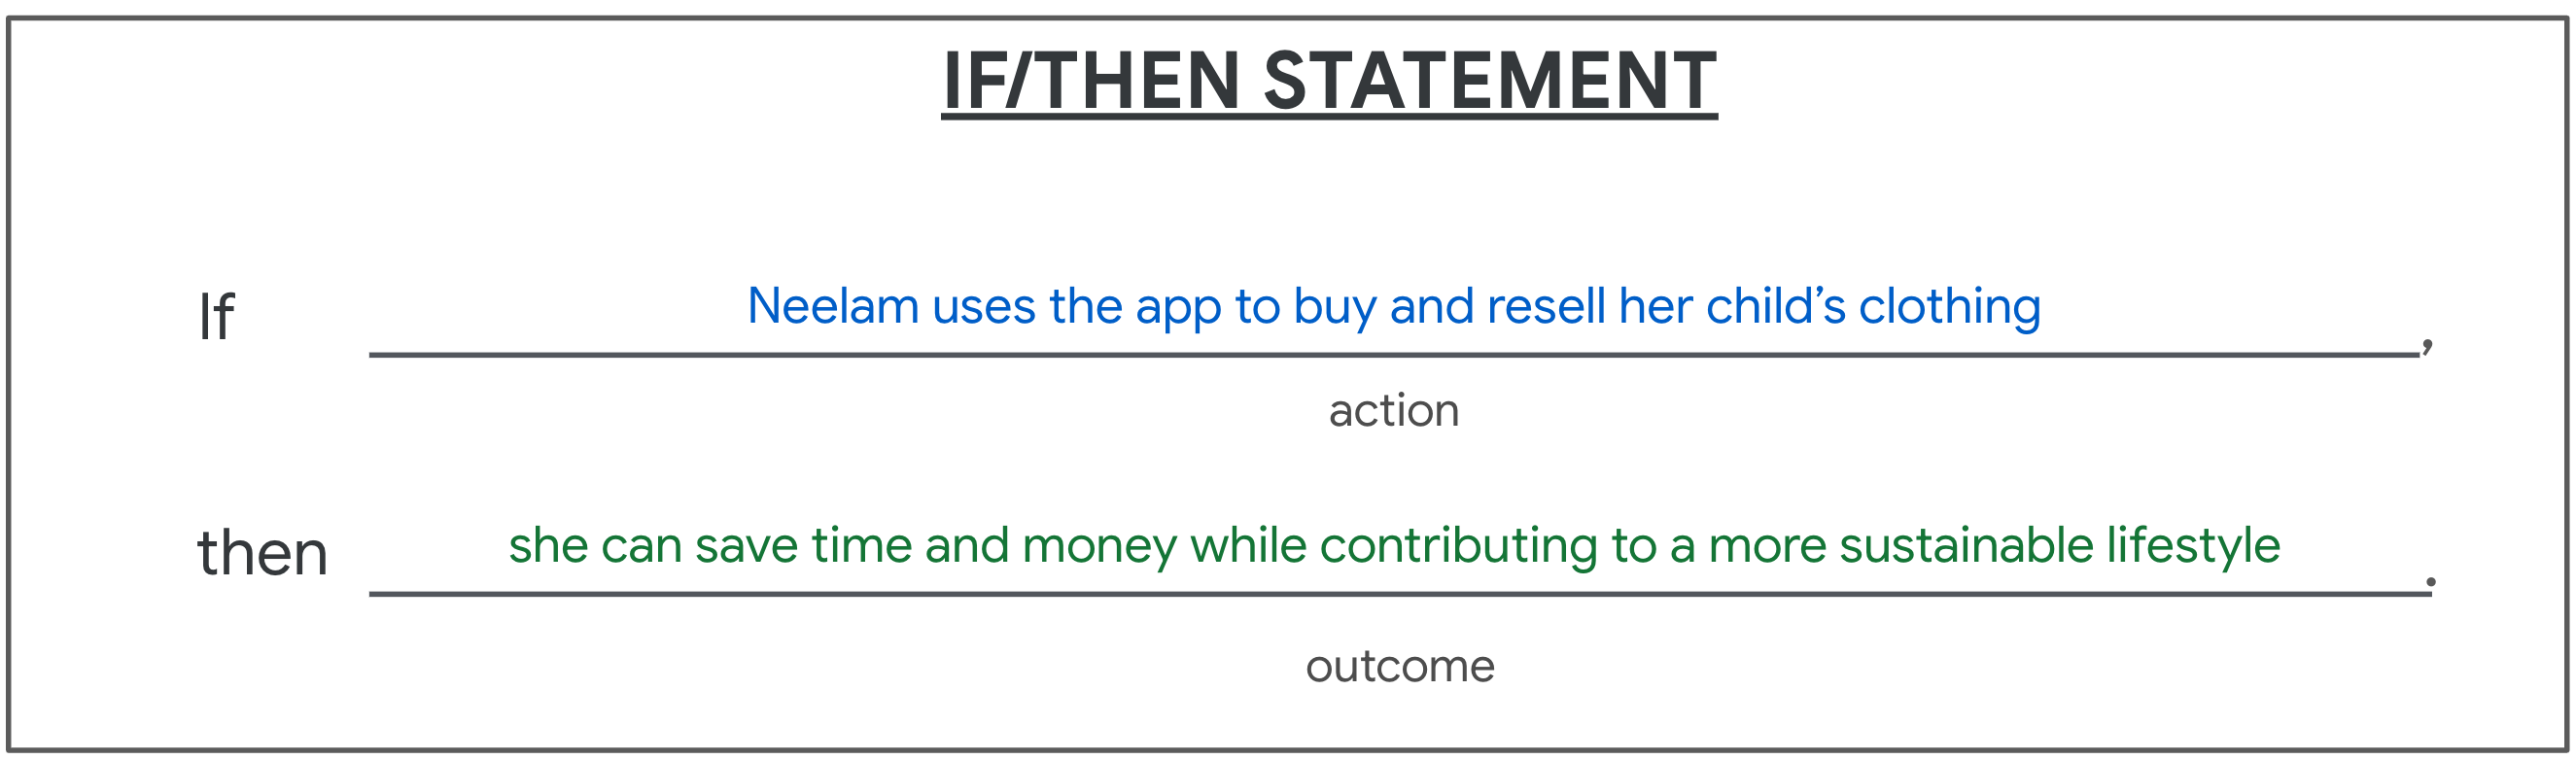 IF/THEN STATEMENT
If Neelam uses the app to buy and resell her child’s clothing,
action
then she can save time and money while contributing to a more sustainable lifestyle.
outcome